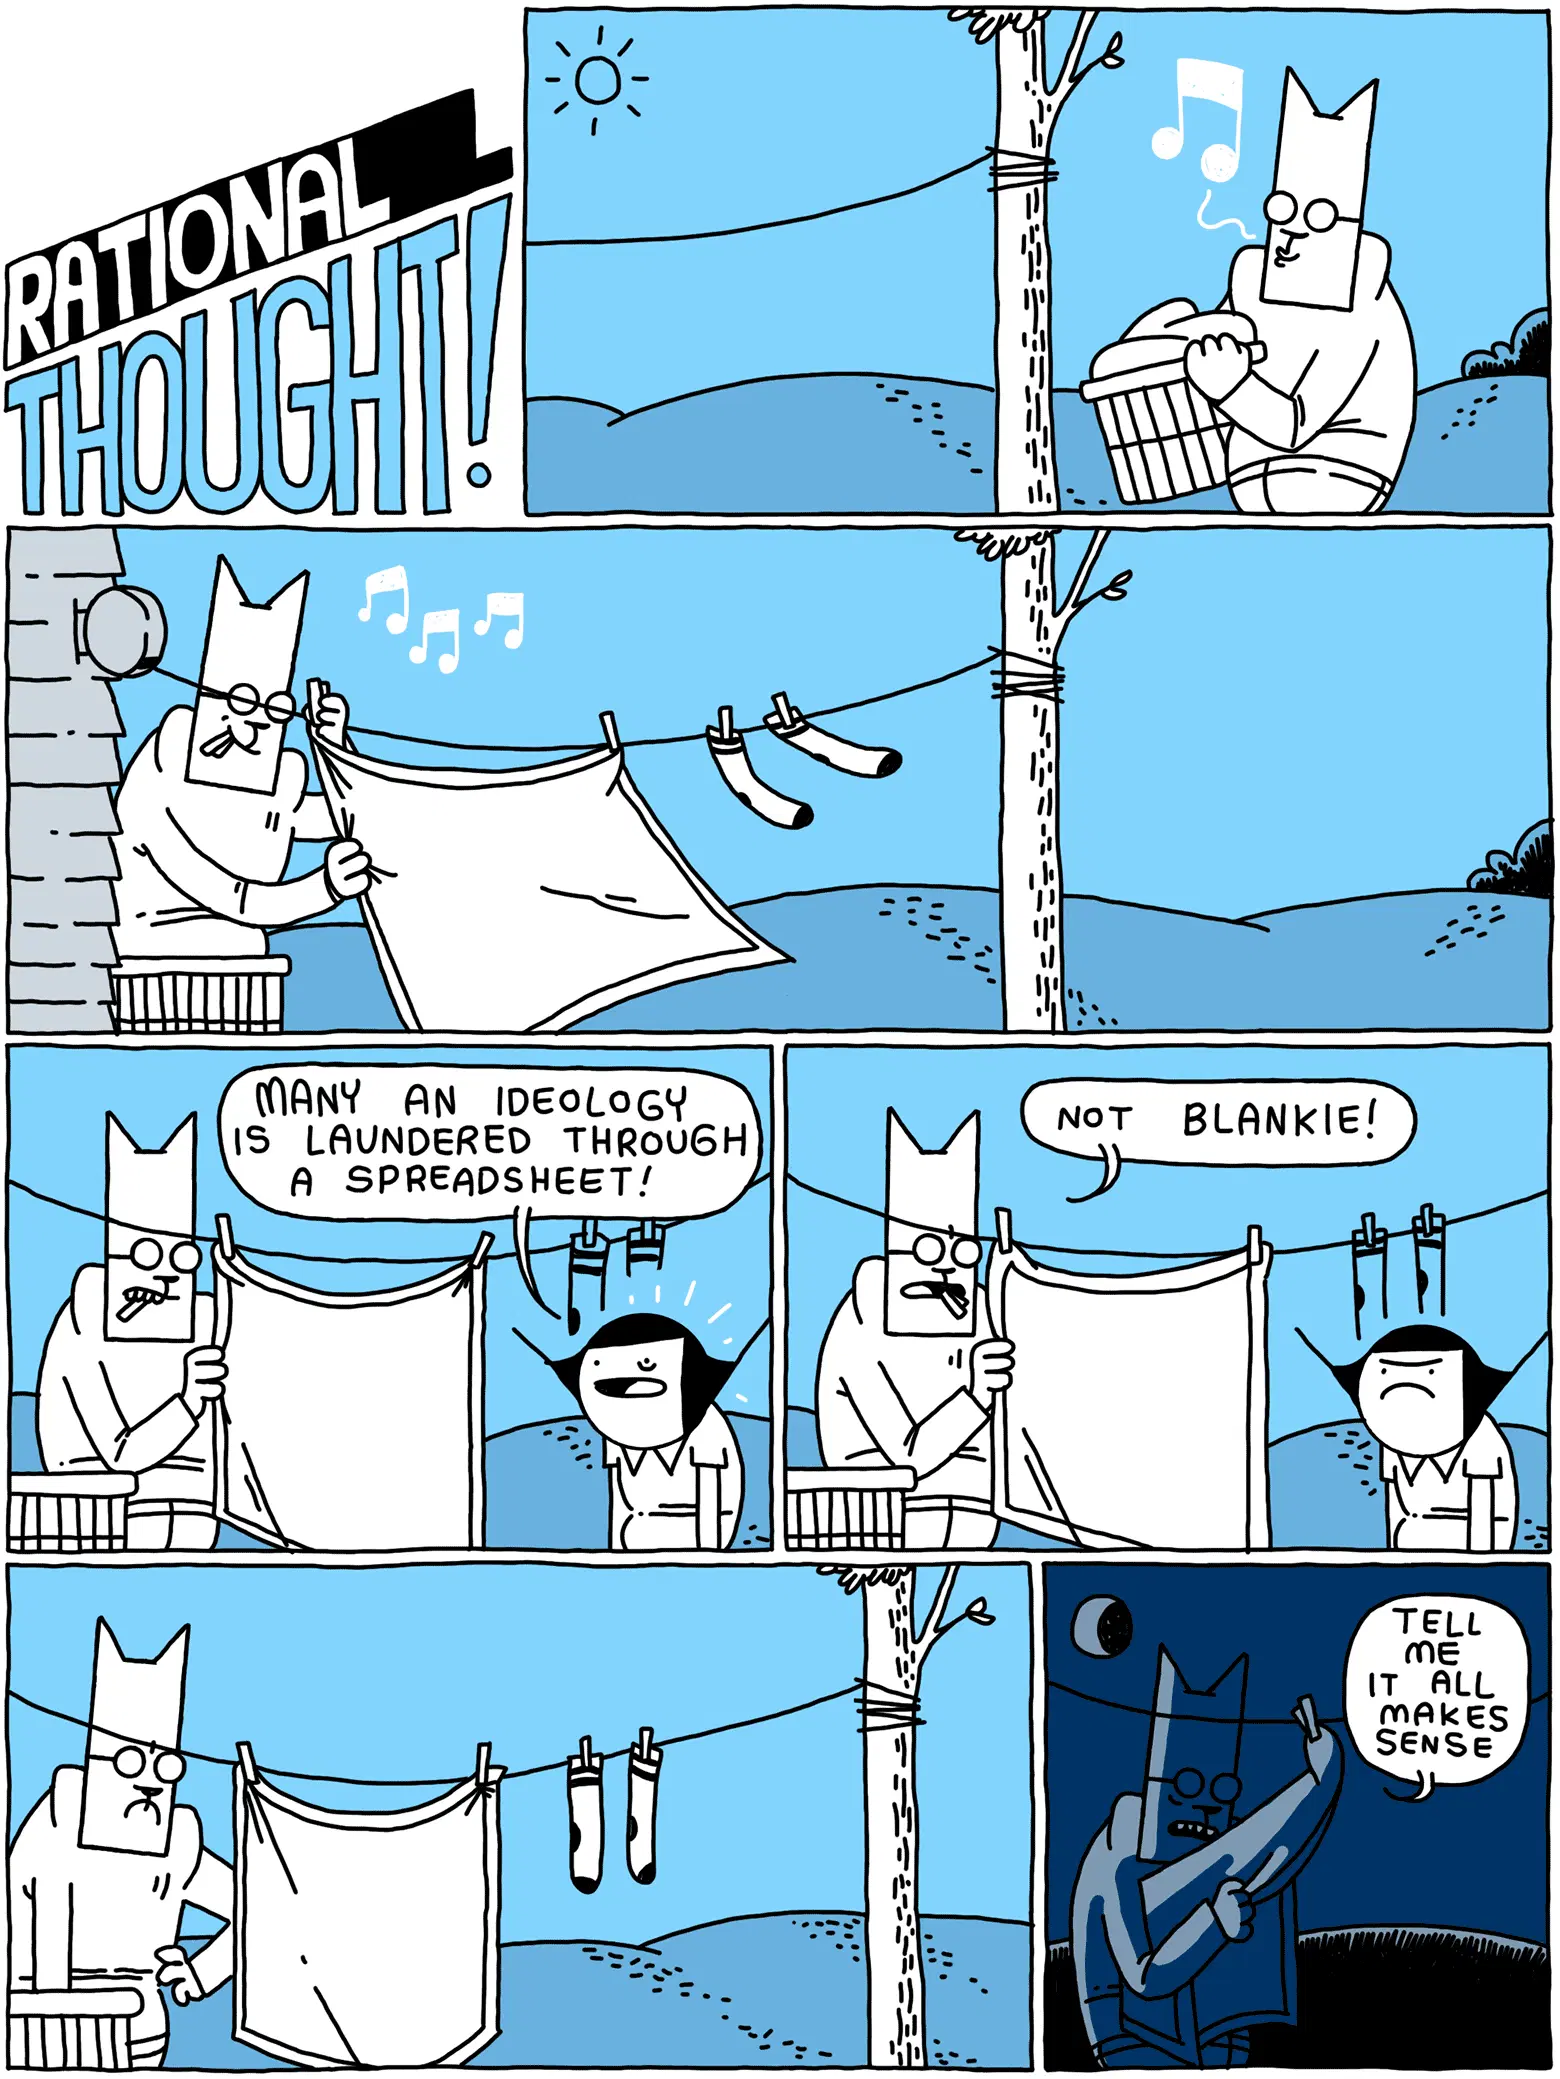 RATIONAL
THOUGHT!
MANY AN IDEOLOGY
IS LAUNDERED THROUGH
A SPREADSHEET!
NOT BLANKIE!
TELL
ME
IT ALL
MAKES
SENSE